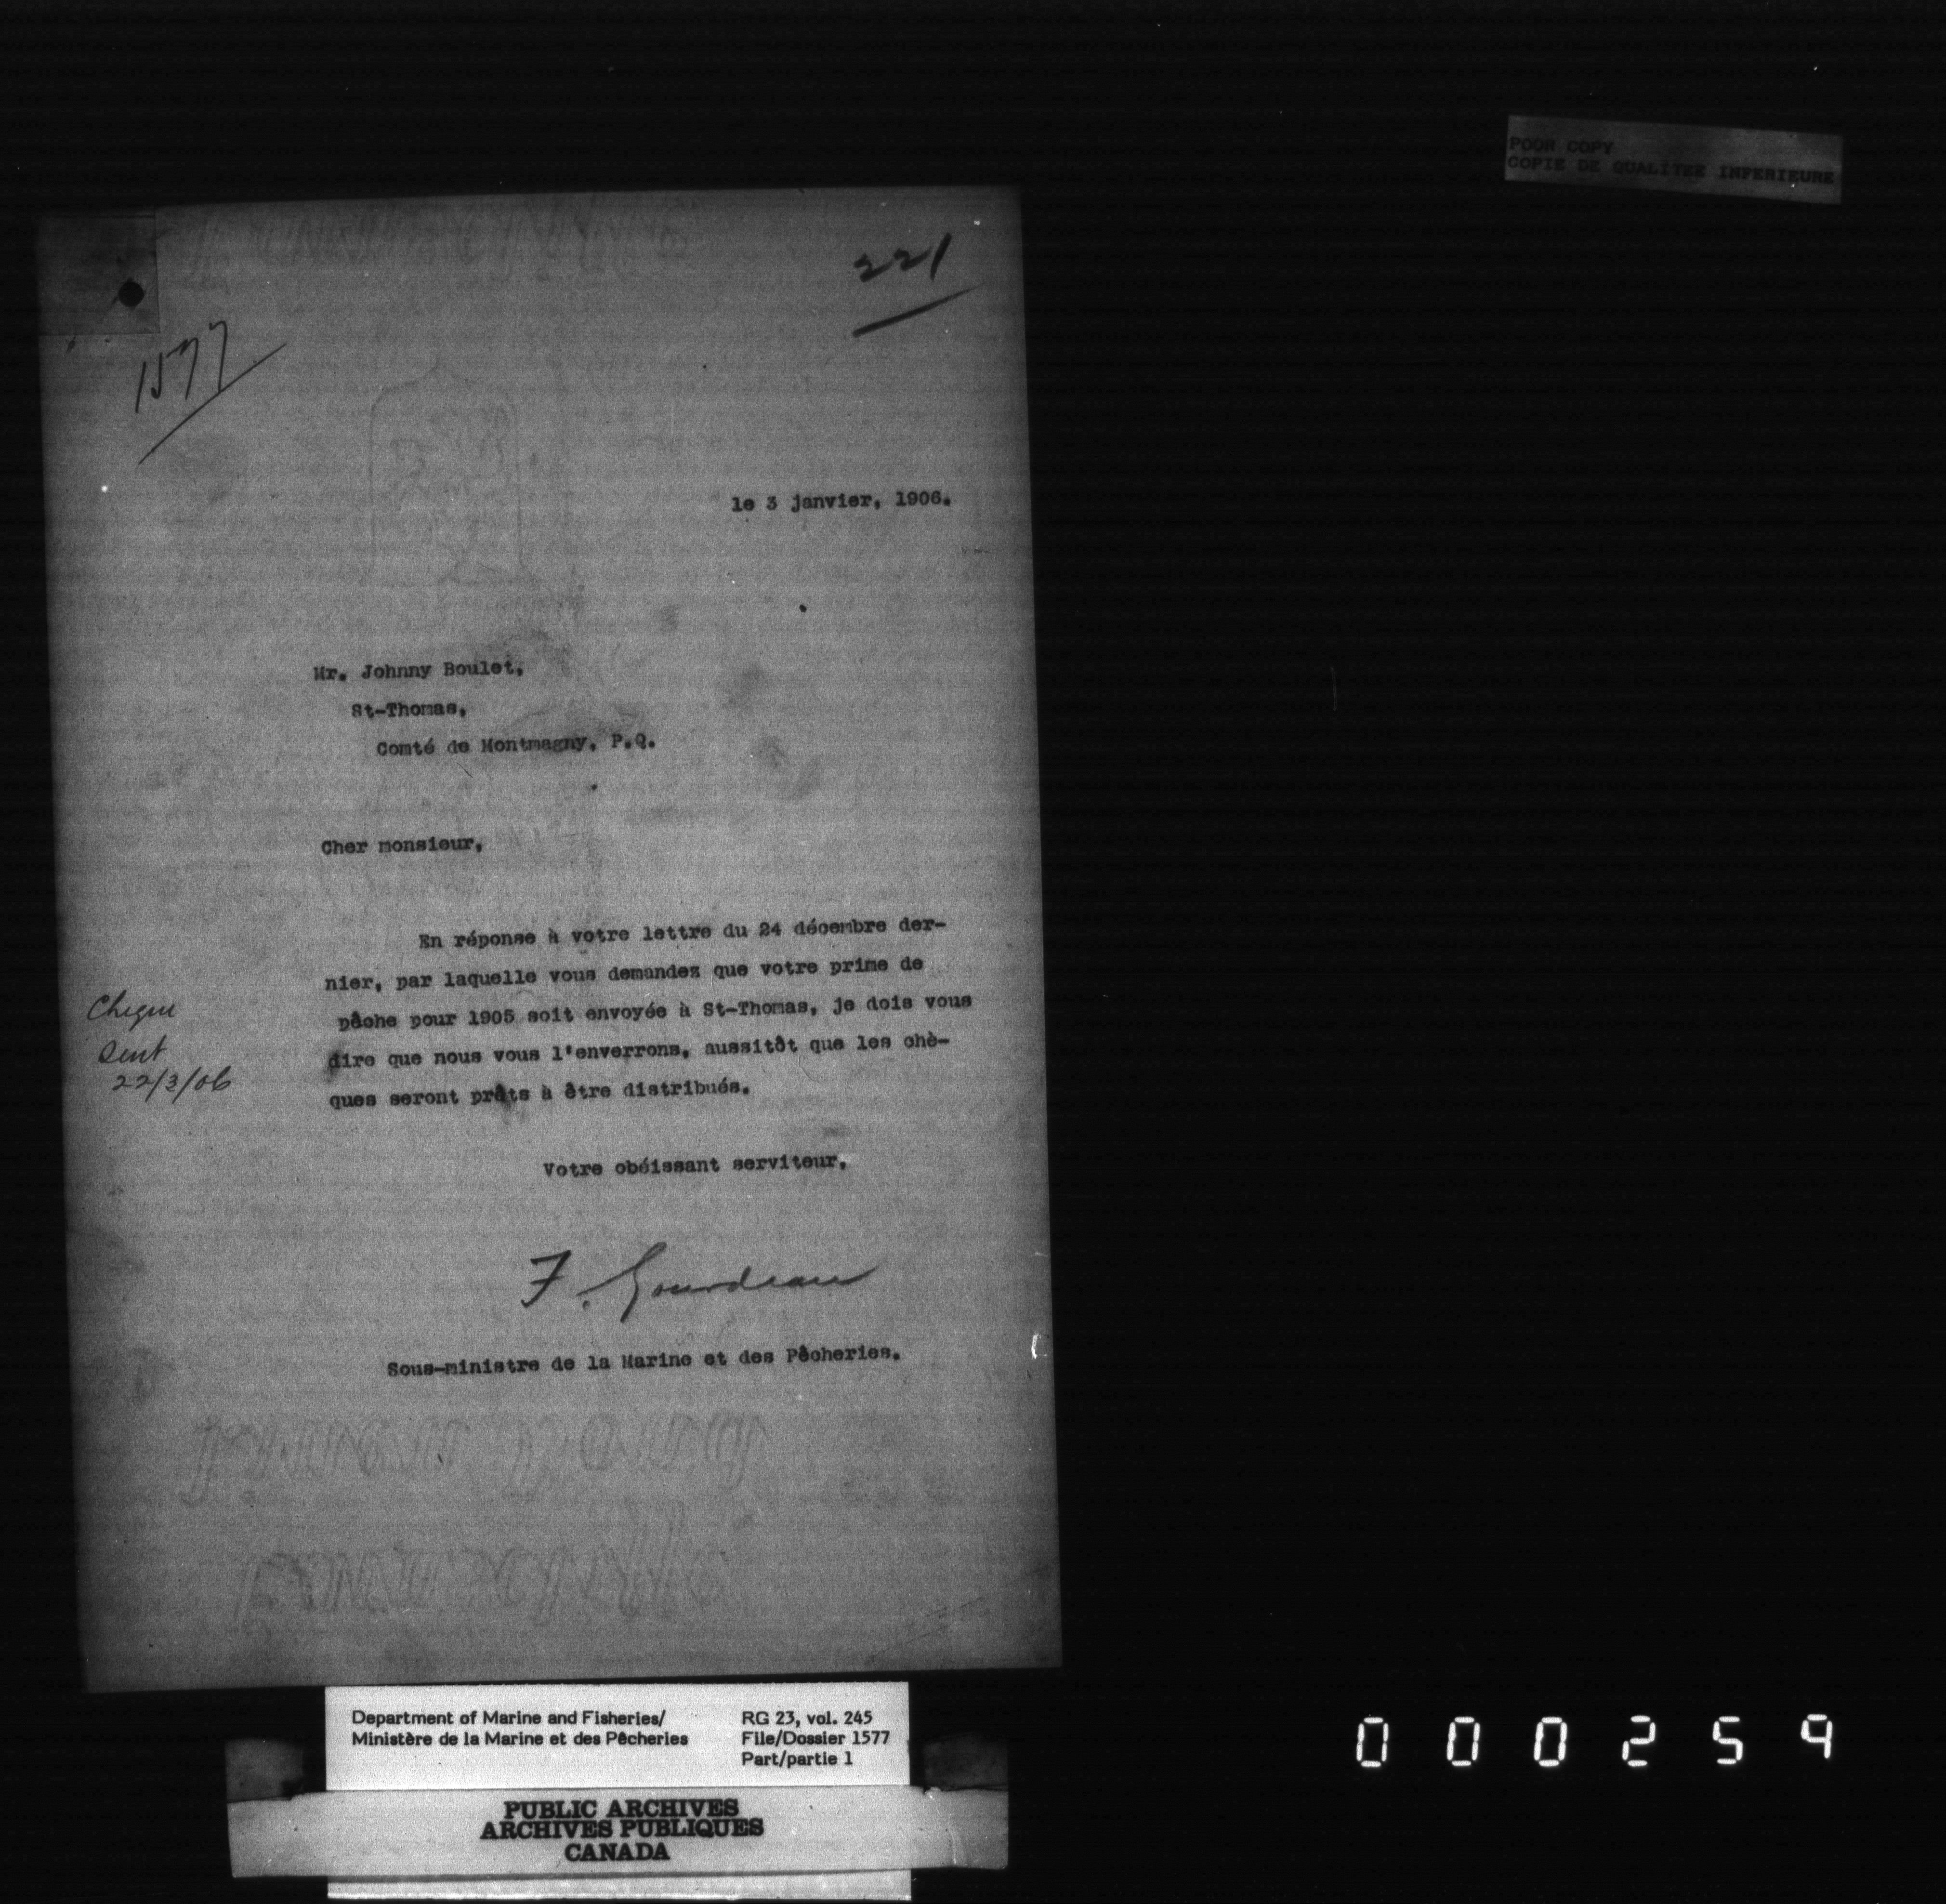 POOR COPY
COPIE DE QUALITEE INFERIEURE
221
1577
le 3 janvier, 1906.
Mr. Johnny Boulet,
St-Thomas,
Comté de Montmagny, P.Q.
Cher monsieur,
En réponse à votre lettre du 24 décembre der-
nier, par laquelle vous demandez que votre prime de
pêche pour 1905 soit envoyée à St-Thomas, je dois vous
dire que nous vous l'enverrons, aussitôt que les chè-
ques seront prêts à être distribués.
Cheque
Sent
22/3/06
Votre obéissant serviteur,
F. Gourdeau
Sous-ministre de la Marine et des Pêcheries.
Department of Marine and Fisheries/
Ministère de la Marine et des Pêcheries
RG 23, vol. 245
File/Dossier 1577
Part/partie 1
PUBLIC ARCHIVES
ARCHIVES PUBLIQUES
CANADA
000259